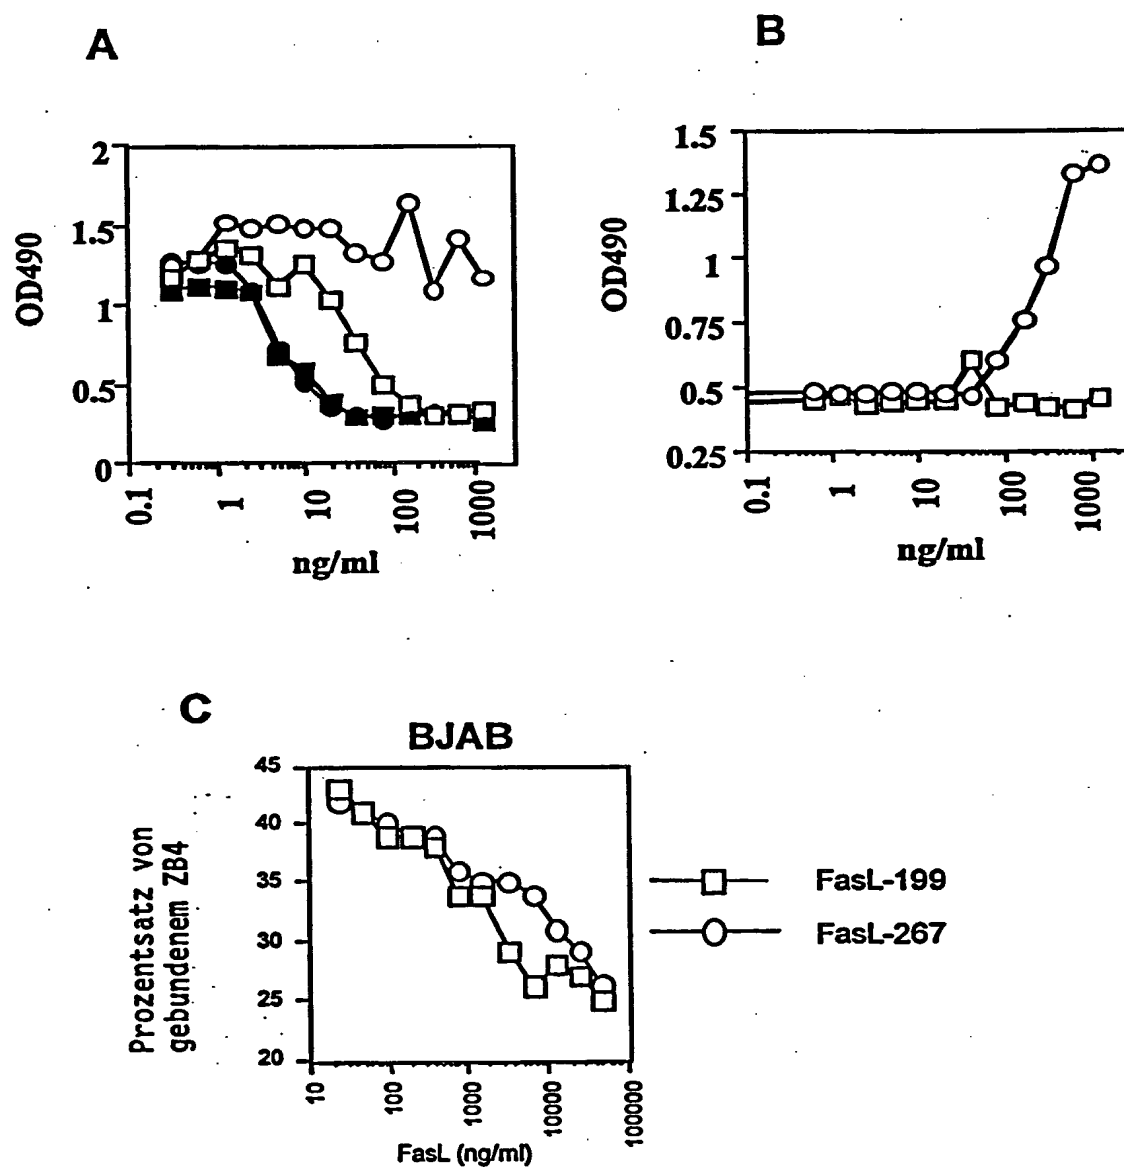 A
2
1.5
1
0.5
0
OD490
0.1
1
10
100
1000
ng/ml
B
1.5
1.25
1
0.75
0.5
0.25
OD490
0.1
1
10
100
1000
ng/ml
C
BJAB
45
40
35
30
25
20
Prozentsatz von
gebundenem ZB4
10
100
1000
10000
100000
FasL (ng/ml)
FasL-199
FasL-267